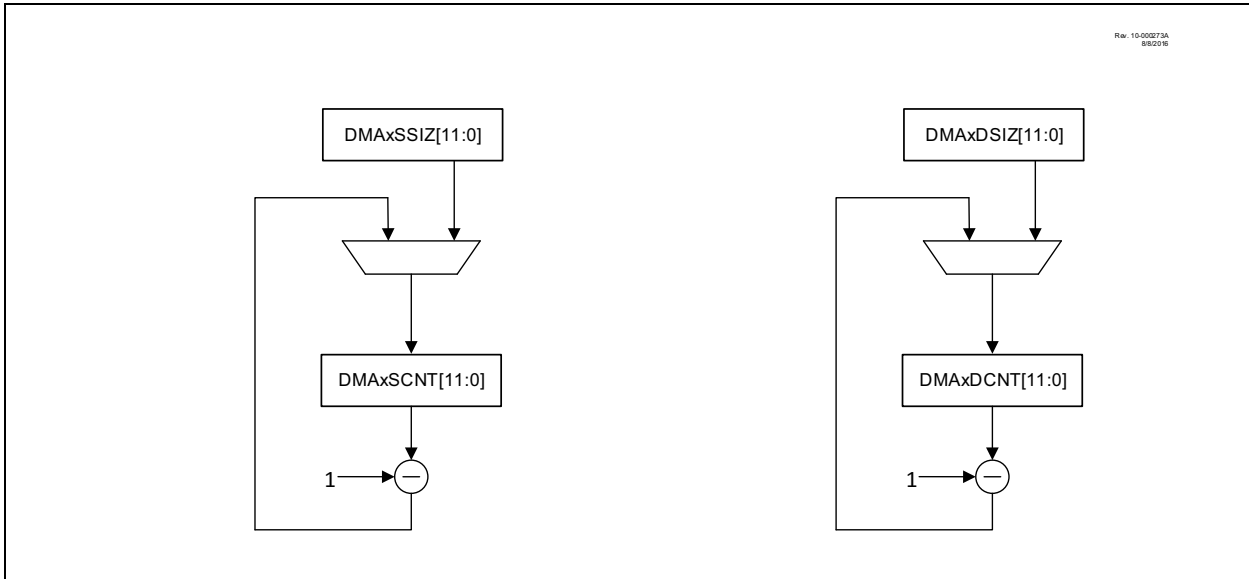 Rev. 10-000273A
8/8/2016
DMAxSSIZ[11:0]
DMAxDSIZ[11:0]
DMAxSCNT[11:0]
DMAxDCNT[11:0]
1
−
1
−